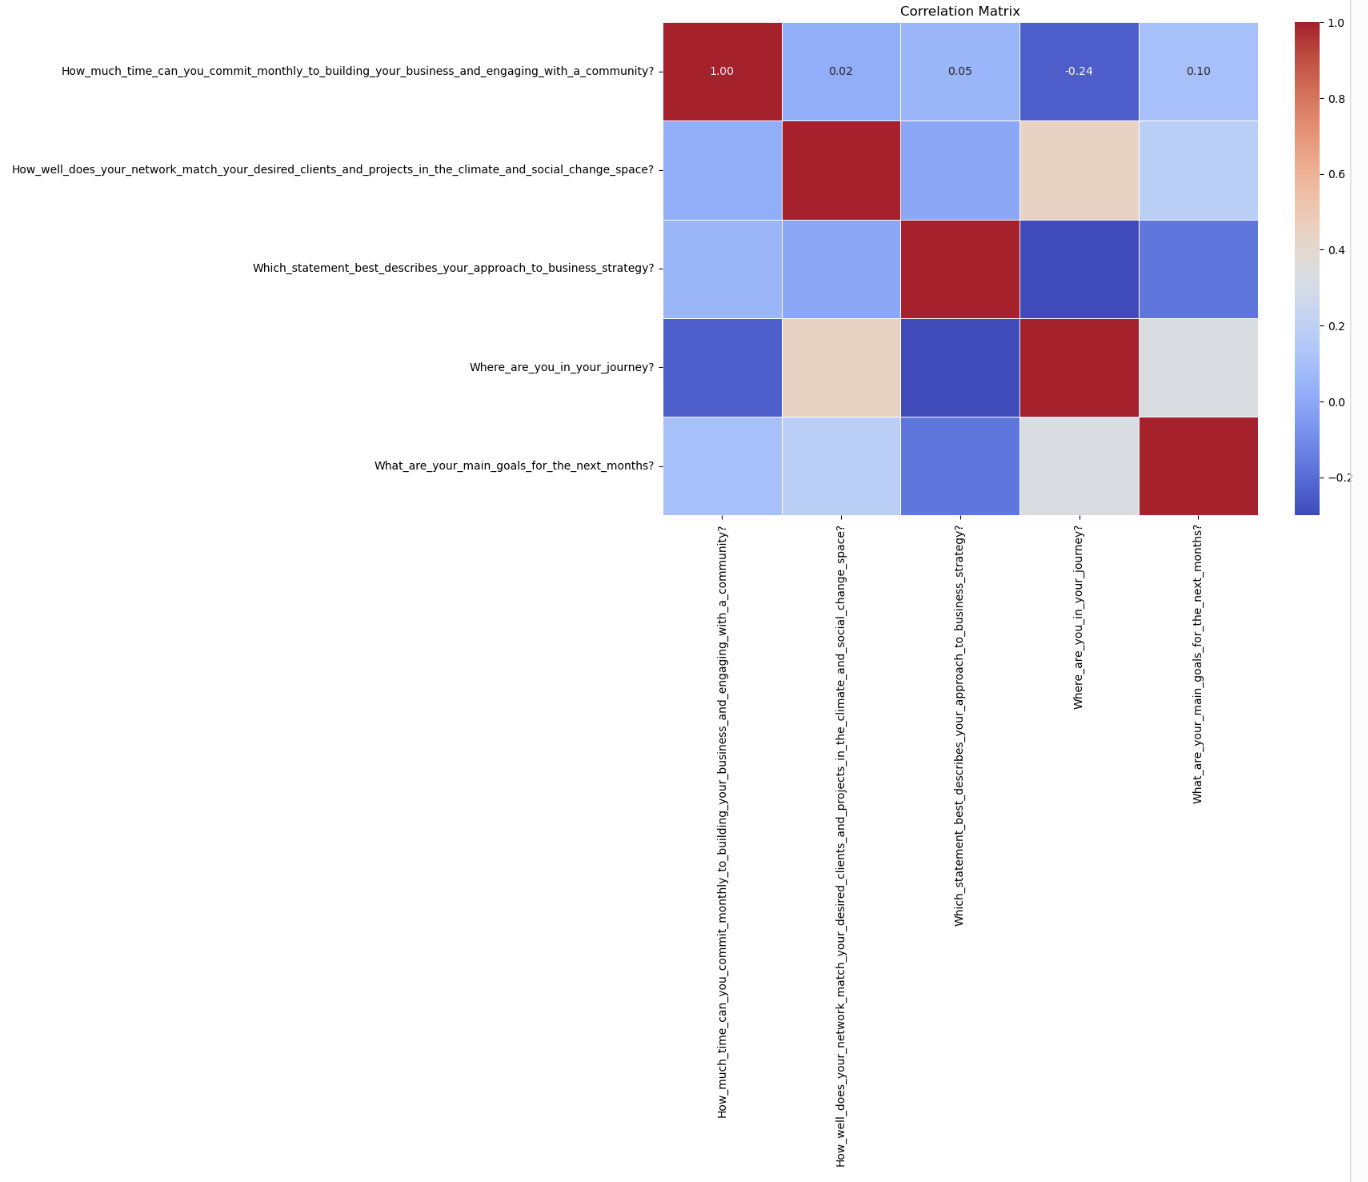 Correlation Matrix
How_much_time_can_you_commit_monthly_to_building_your_business_and_engaging_with_a_community?
1.00
0.02
0.05
-0.24
0.10
How_well_does_your_network_match_your_desired_clients_and_projects_in_the_climate_and_social_change_space?
Which_statement_best_describes_your_approach_to_business_strategy?
Where_are_you_in_your_journey?
What_are_your_main_goals_for_the_next_months?
How_much_time_can_you_commit_monthly_to_building_your_business_and_engaging_with_a_community?
How_well_does_your_network_match_your_desired_clients_and_projects_in_the_climate_and_social_change_space?
Which_statement_best_describes_your_approach_to_business_strategy?
Where_are_you_in_your_journey?
What_are_your_main_goals_for_the_next_months?
1.0
0.8
0.6
0.4
0.2
0.0
−0.2